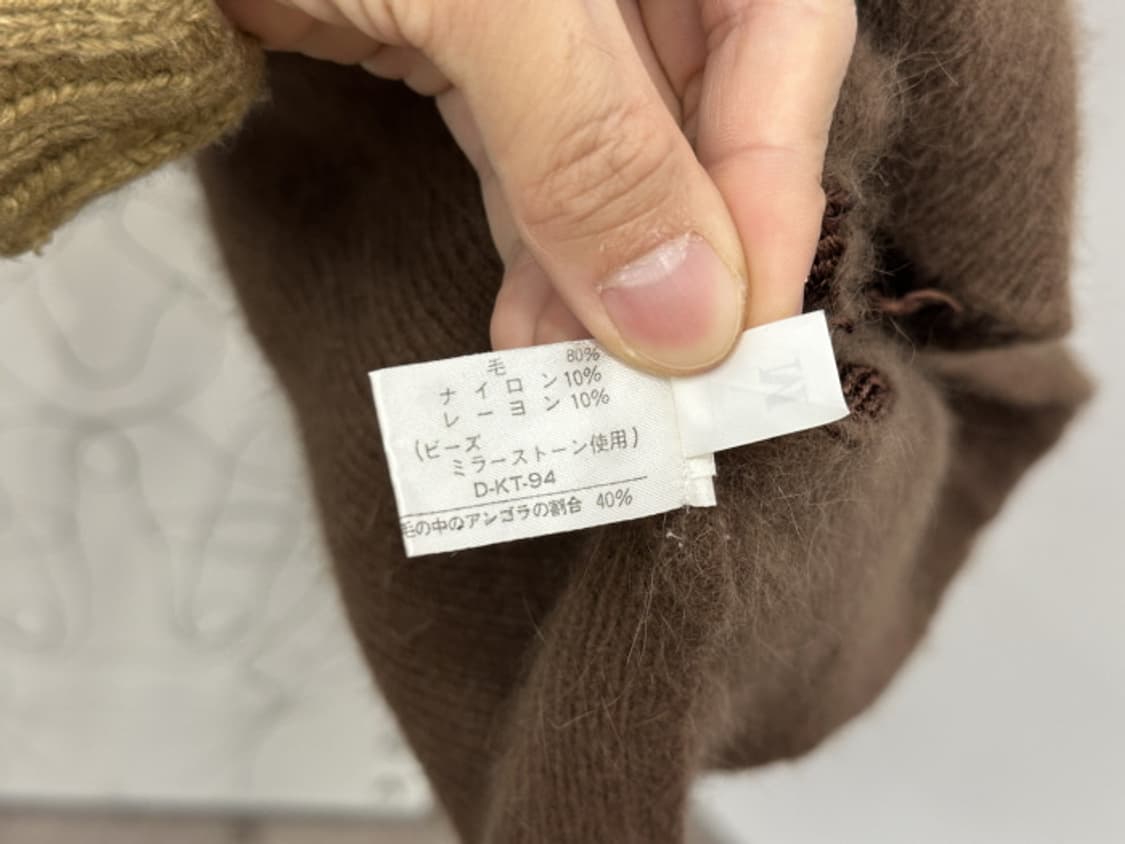 毛 80%
ナイロン 10%
レーヨン 10%
(ビーズ
ミラーストーン使用)
D-KT-94
毛の中のアンゴラの割合 40%
M